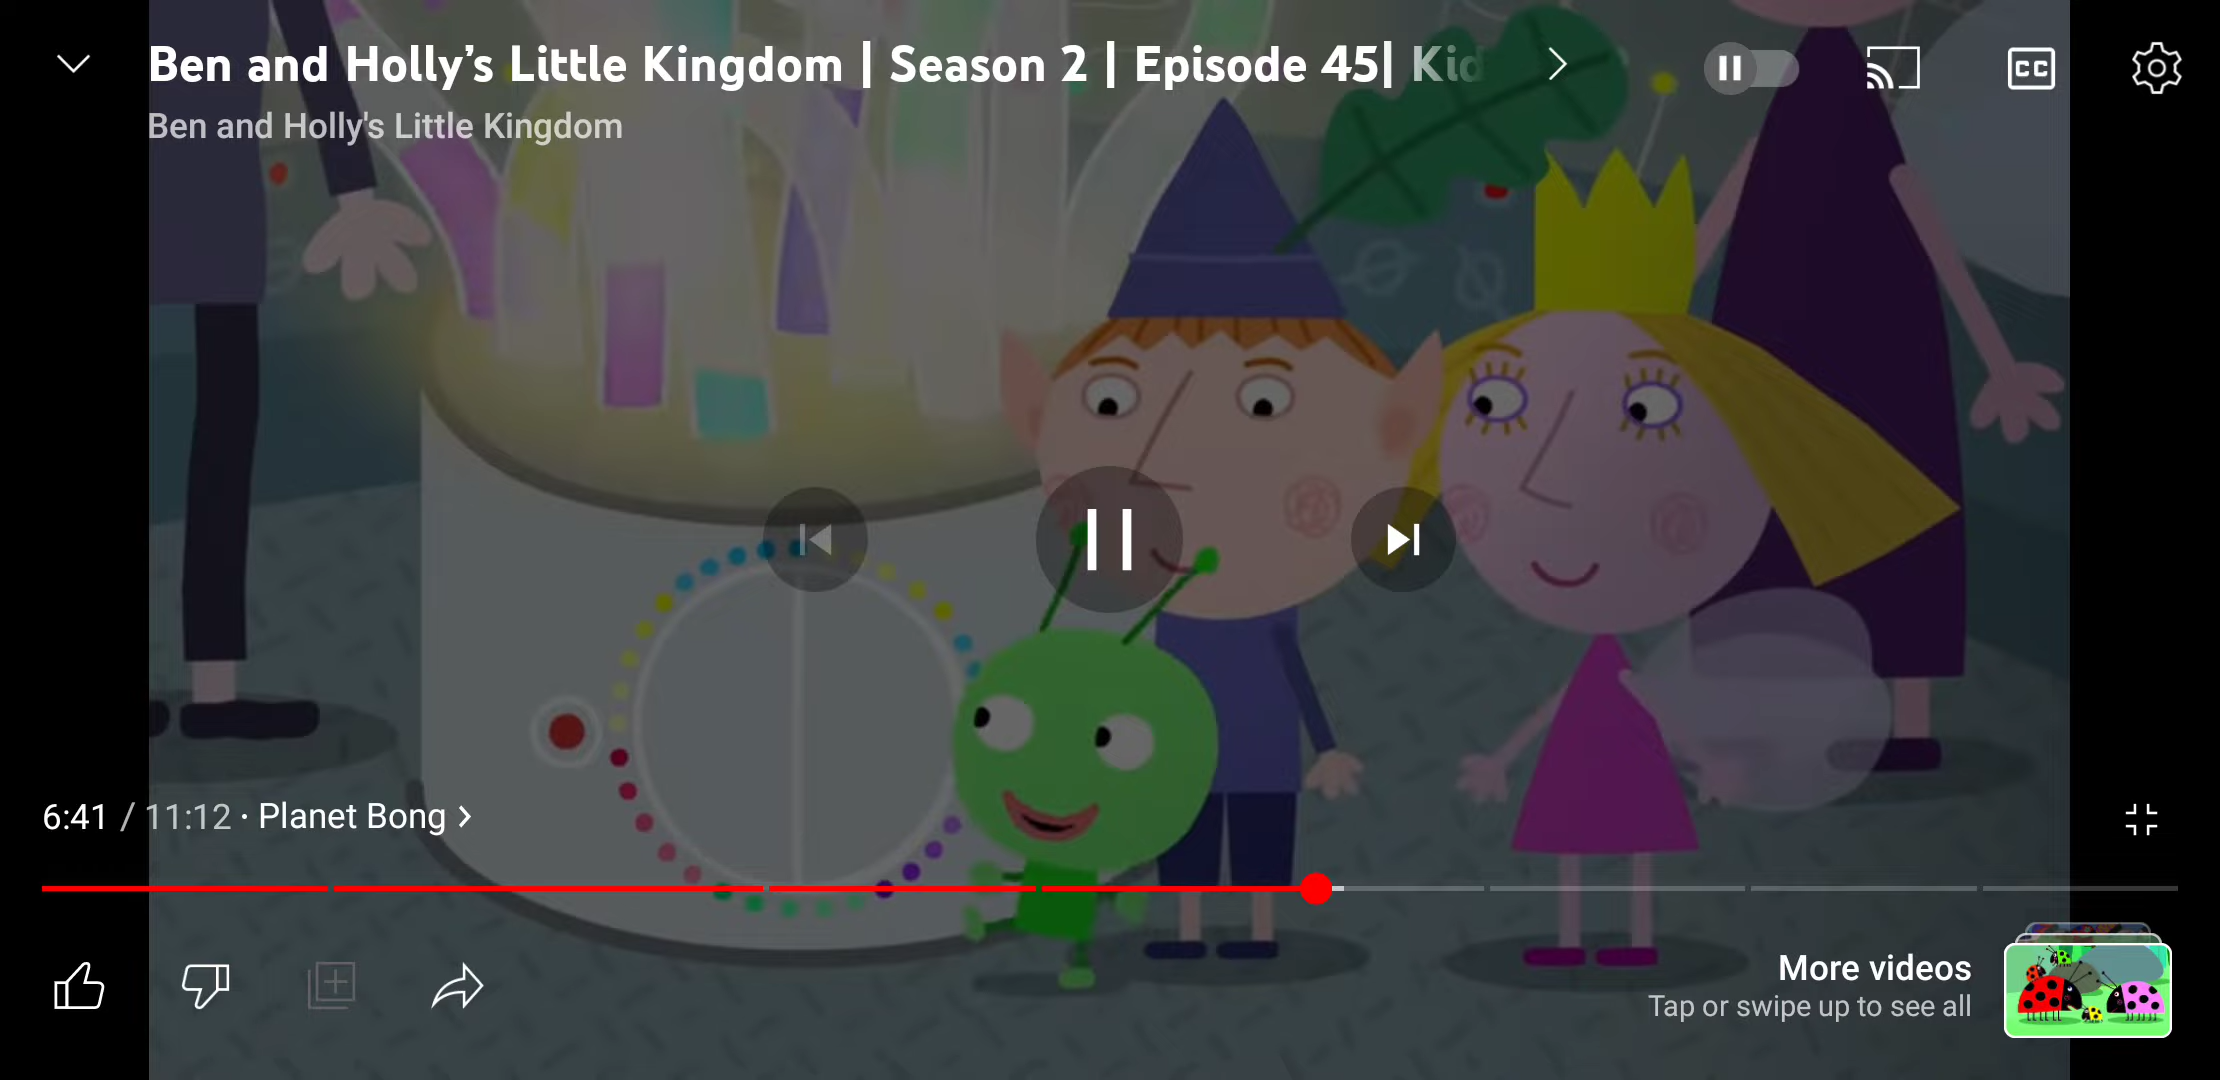 Ben and Holly’s Little Kingdom | Season 2 | Episode 45|
Ben and Holly's Little Kingdom
CC
6:41 / 11:12 · Planet Bong
More videos
Tap or swipe up to see all